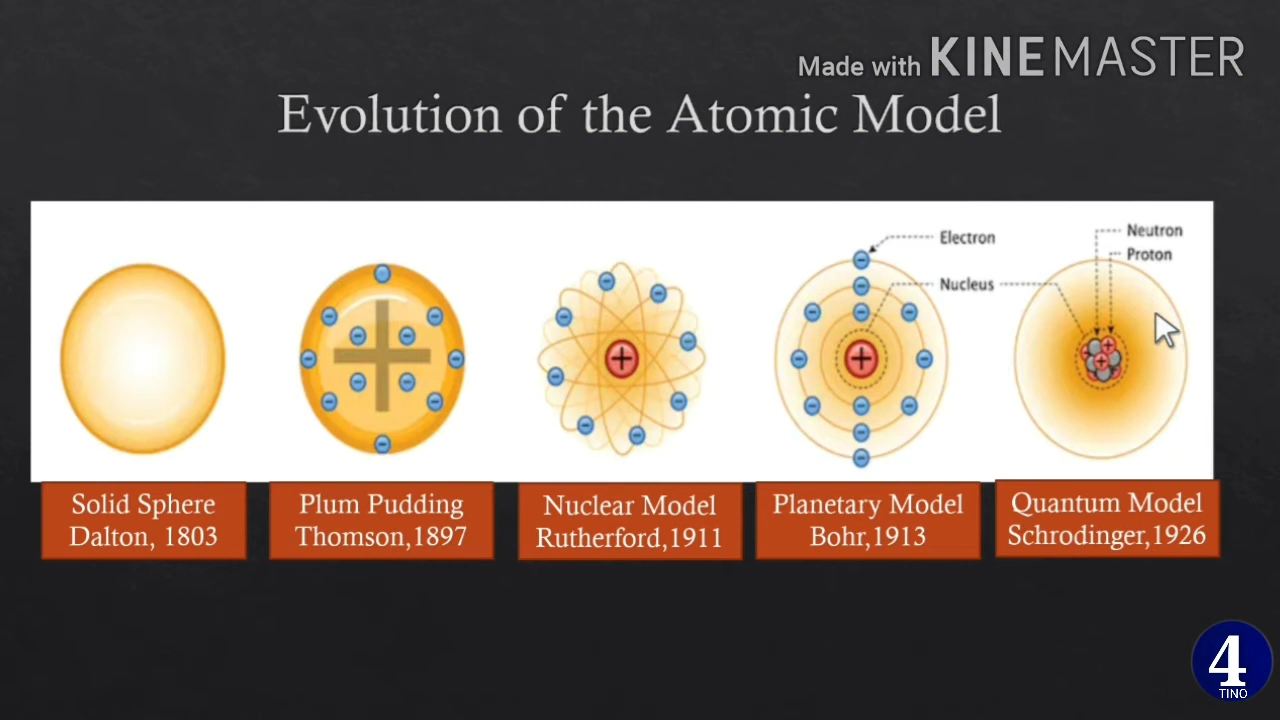 Made with KINEMASTER
Evolution of the Atomic Model
Electron
Nucleus
Neutron
Proton
Solid Sphere
Dalton, 1803
Plum Pudding
Thomson,1897
Nuclear Model
Rutherford,1911
Planetary Model
Bohr,1913
Quantum Model
Schrodinger,1926
4
TINO